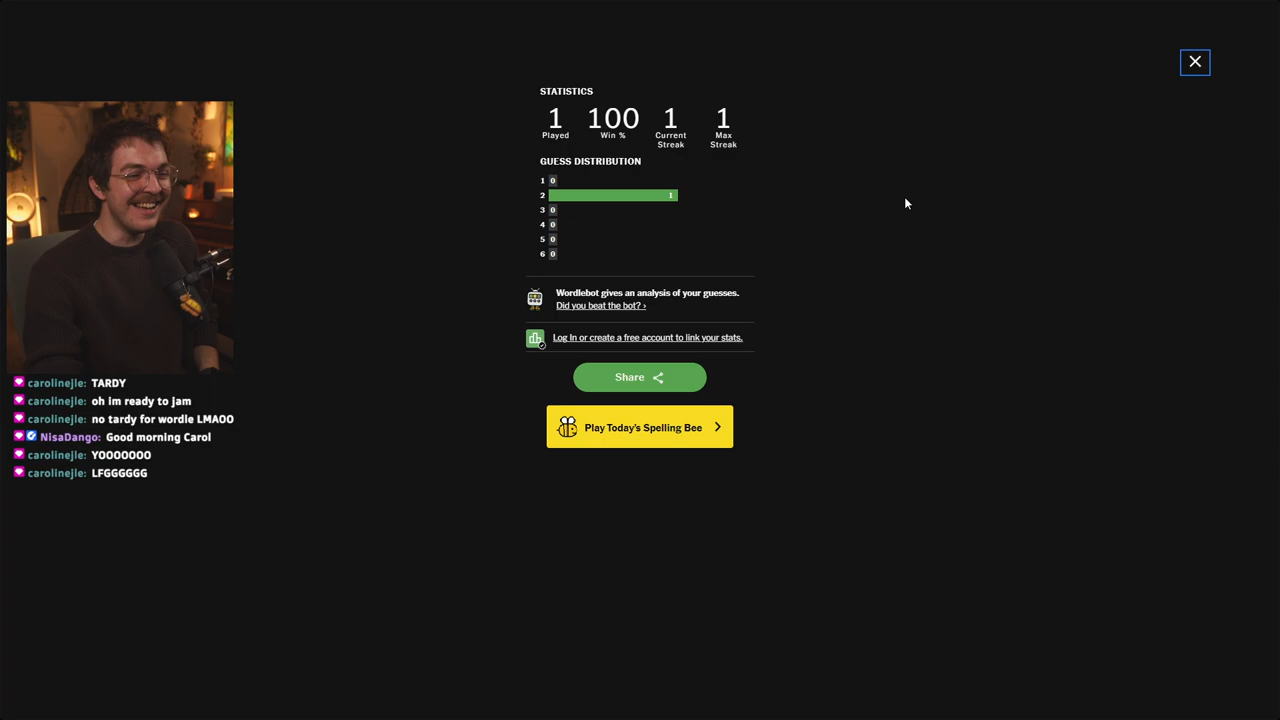 STATISTICS
1 100 1 1
Played Win % Current Streak Max Streak
GUESS DISTRIBUTION
1 0
2 1
3 0
4 0
5 0
6 0
Wordlebot gives an analysis of your guesses.
Did you beat the bot? ›
Log In or create a free account to link your stats.
Share
Play Today's Spelling Bee
carolinejle: TARDY
carolinejle: oh im ready to jam
carolinejle: no tardy for wordle LMAOO
NisaDango: Good morning Carol
carolinejle: YOOOOOOO
carolinejle: LFGGGGGG